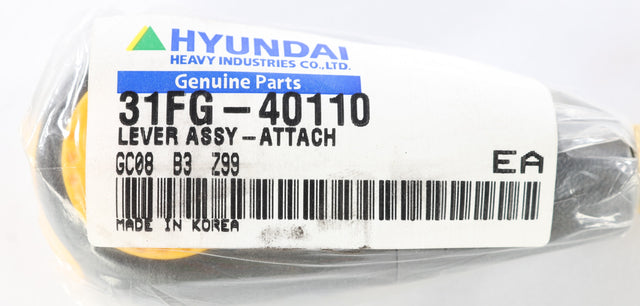 HYUNDAI
HEAVY INDUSTRIES CO.,LTD.
Genuine Parts
31FG-40110
LEVER ASSY-ATTACH
GC08 B3 Z99
EA
MADE IN KOREA